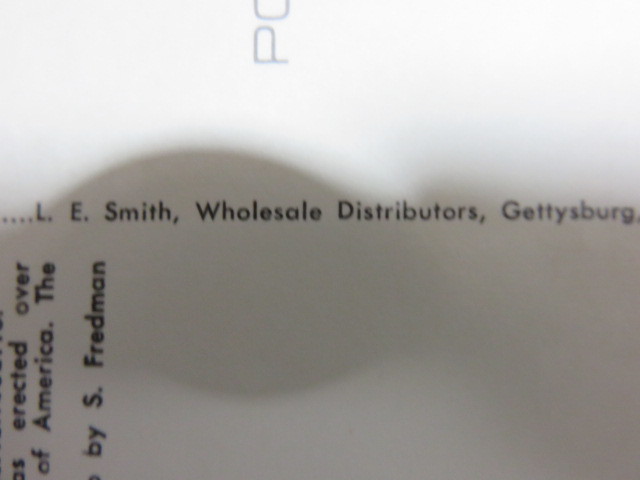 PO
.....L. E. Smith, Wholesale Distributors, Gettysburg,
as erected over
of America. The
by S. Fredman